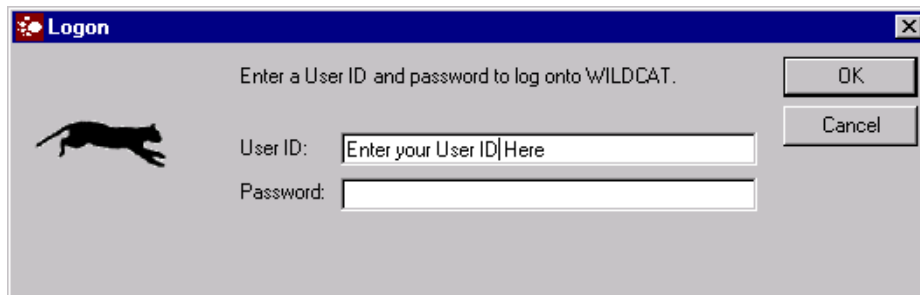 Logon
Enter a User ID and password to log onto WILDCAT.
OK
Cancel
User ID: Enter your User ID Here
Password: